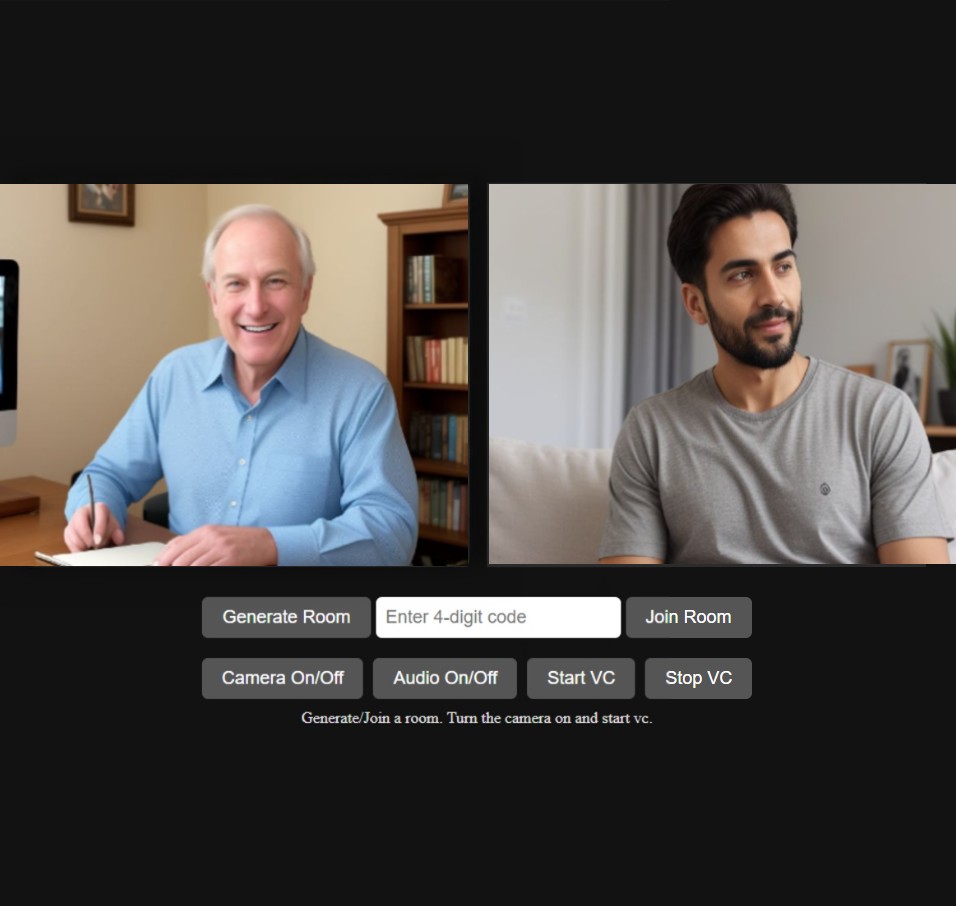 Generate Room Enter 4-digit code Join Room
Camera On/Off Audio On/Off Start VC Stop VC
Generate/Join a room. Turn the camera on and start vc.